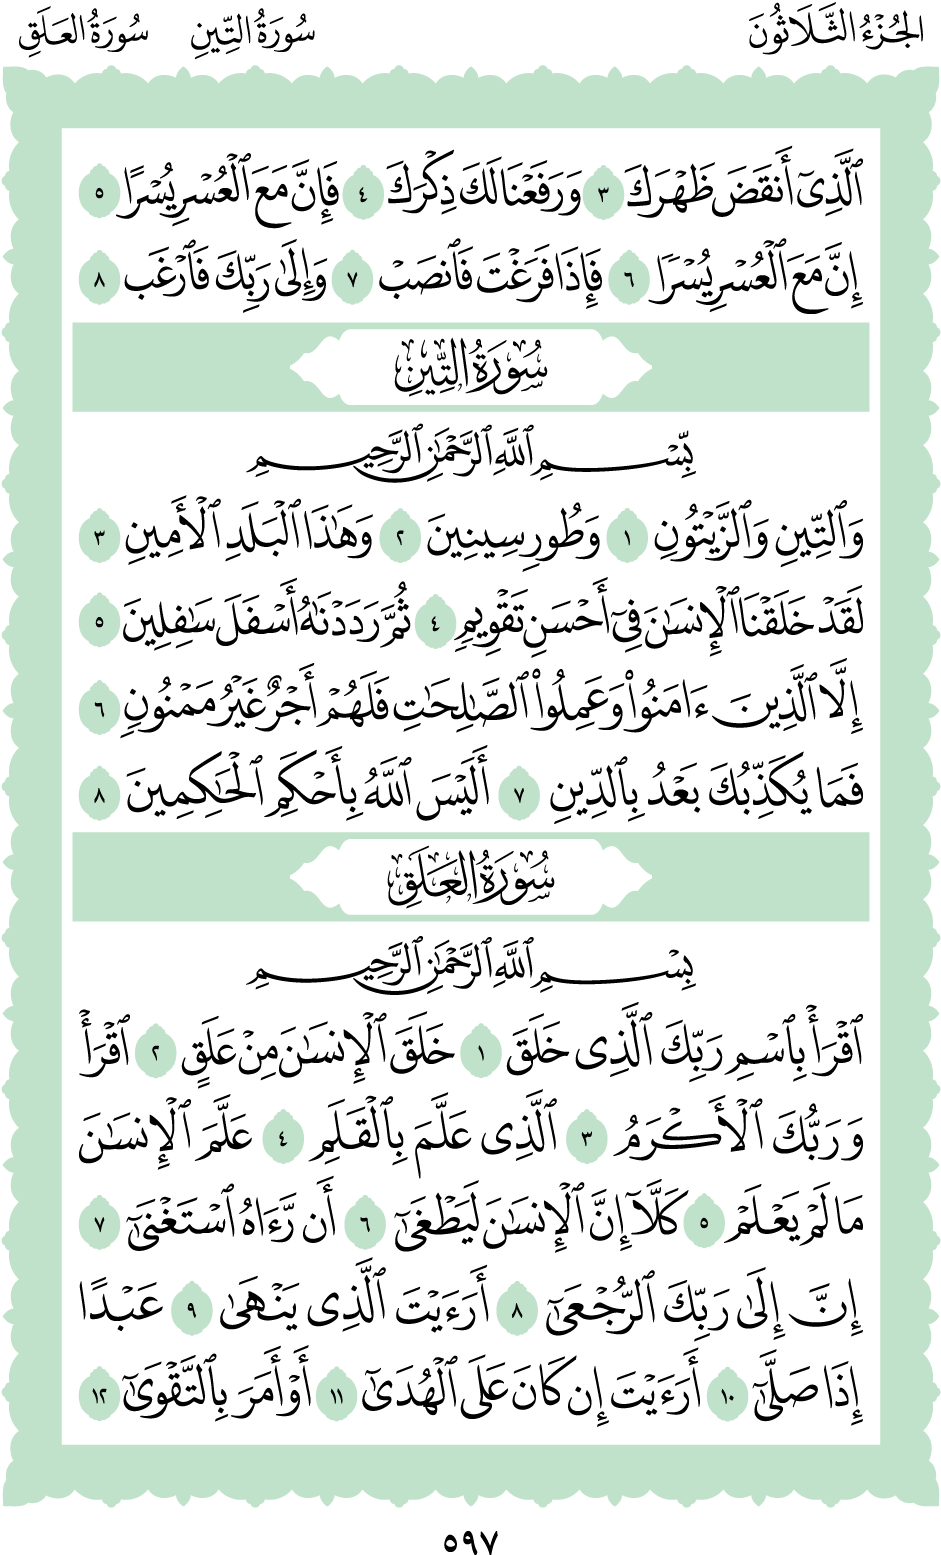 الجُزْءُ الثَّلَاثُونَ سُورَةُ التِّينِ سُورَةُ العَلَقِ
ٱلَّذِىٓ أَنقَضَ ظَهْرَكَ ٣ وَرَفَعْنَا لَكَ ذِكْرَكَ ٤ فَإِنَّ مَعَ ٱلْعُسْرِ يُسْرًا ٥
إِنَّ مَعَ ٱلْعُسْرِ يُسْرًا ٦ فَإِذَا فَرَغْتَ فَٱنصَبْ ٧ وَإِلَىٰ رَبِّكَ فَٱرْغَب ٨
سُورَةُ التِّينِ
بِّسْمِ ٱللَّهِ ٱلرَّحْمَٰنِ ٱلرَّحِيمِ
وَٱلتِّينِ وَٱلزَّيْتُونِ ١ وَطُورِ سِينِينَ ٢ وَهَٰذَا ٱلْبَلَدِ ٱلْأَمِينِ ٣
لَقَدْ خَلَقْنَا ٱلْإِنسَٰنَ فِىٓ أَحْسَنِ تَقْوِيمٍ ٤ ثُمَّ رَدَدْنَٰهُ أَسْفَلَ سَٰفِلِينَ ٥
إِلَّا ٱلَّذِينَ ءَامَنُوا۟ وَعَمِلُوا۟ ٱلصَّٰلِحَٰتِ فَلَهُمْ أَجْرٌ غَيْرُ مَمْنُونٍ ٦
فَمَا يُكَذِّبُكَ بَعْدُ بِٱلدِّينِ ٧ أَلَيْسَ ٱللَّهُ بِأَحْكَمِ ٱلْحَٰكِمِينَ ٨
سُورَةُ العَلَقِ
بِسْمِ ٱللَّهِ ٱلرَّحْمَٰنِ ٱلرَّحِيمِ
ٱقْرَأْ بِٱسْمِ رَبِّكَ ٱلَّذِى خَلَقَ ١ خَلَقَ ٱلْإِنسَٰنَ مِنْ عَلَقٍ ٢ ٱقْرَأْ
وَرَبُّكَ ٱلْأَكْرَمُ ٣ ٱلَّذِى عَلَّمَ بِٱلْقَلَمِ ٤ عَلَّمَ ٱلْإِنسَٰنَ
مَا لَمْ يَعْلَمْ ٥ كَلَّآ إِنَّ ٱلْإِنسَٰنَ لَيَطْغَىٰٓ ٦ أَن رَّءَاهُ ٱسْتَغْنَىٰٓ ٧
إِنَّ إِلَىٰ رَبِّكَ ٱلرُّجْعَىٰٓ ٨ أَرَءَيْتَ ٱلَّذِى يَنْهَىٰ ٩ عَبْدًا
إِذَا صَلَّىٰٓ ١٠ أَرَءَيْتَ إِن كَانَ عَلَى ٱلْهُدَىٰٓ ١١ أَوْ أَمَرَ بِٱلتَّقْوَىٰٓ ١٢
٥٩٧